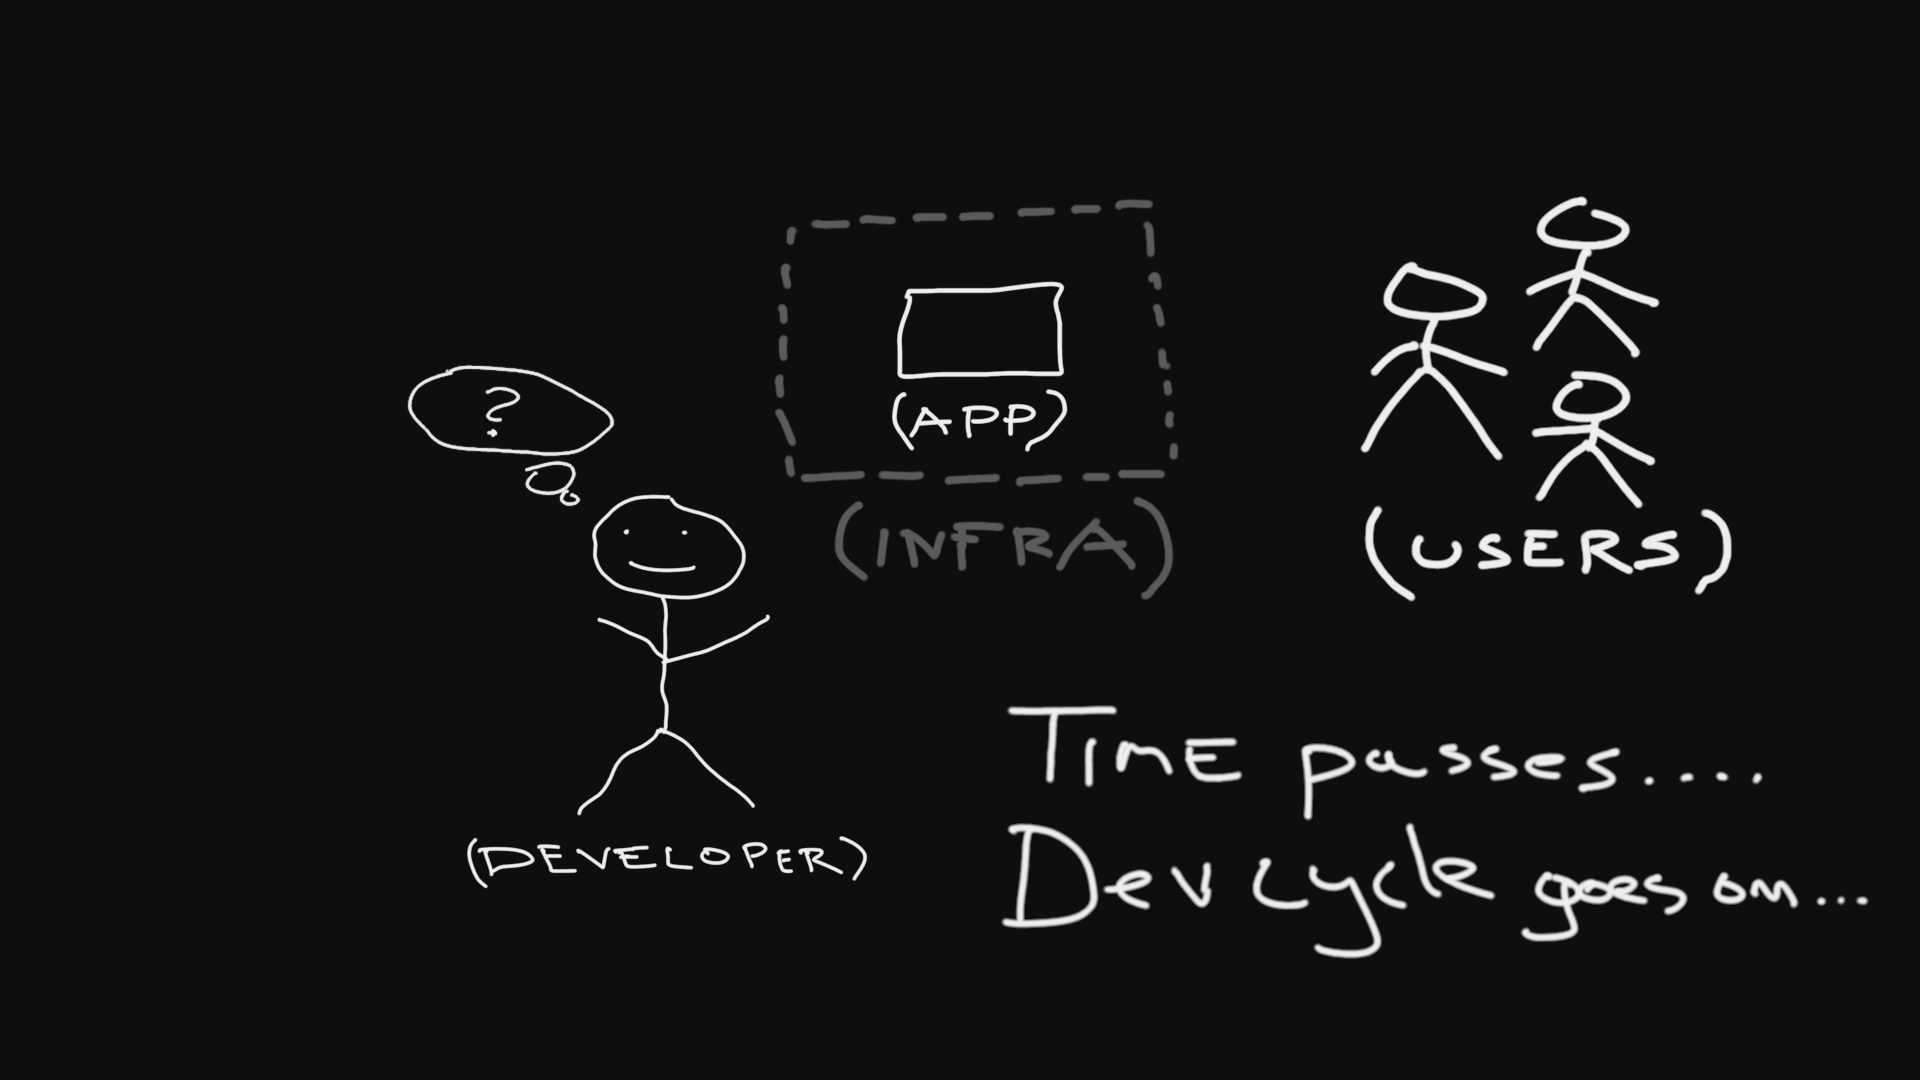 ?
(APP)
(INFRA)
(USERS)
(DEVELOPER)
TIME passes.....
Dev cycle goes on...